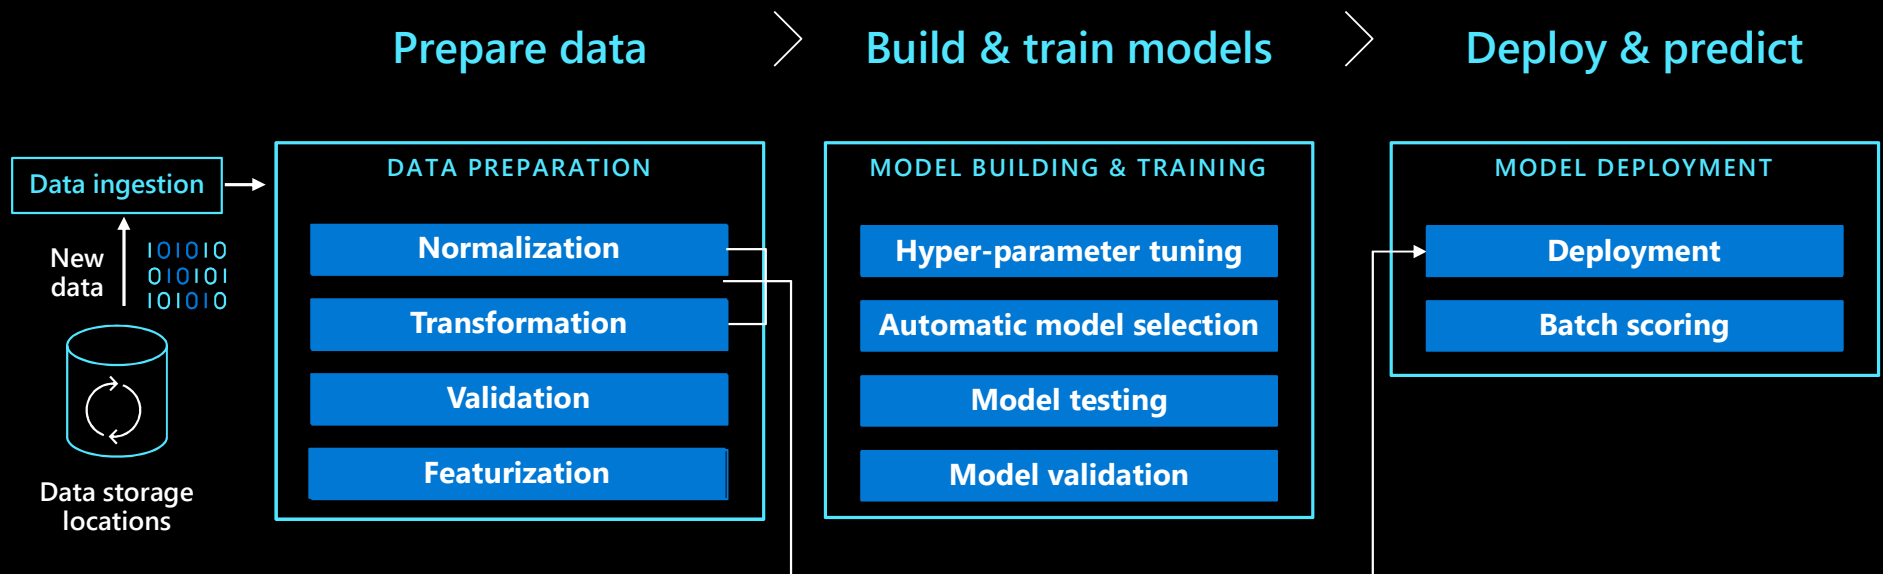 Prepare data
Build & train models
Deploy & predict
Data ingestion
New
data
101010
010101
101010
Data storage
locations
DATA PREPARATION
Normalization
Transformation
Validation
Featurization
MODEL BUILDING & TRAINING
Hyper-parameter tuning
Automatic model selection
Model testing
Model validation
MODEL DEPLOYMENT
Deployment
Batch scoring